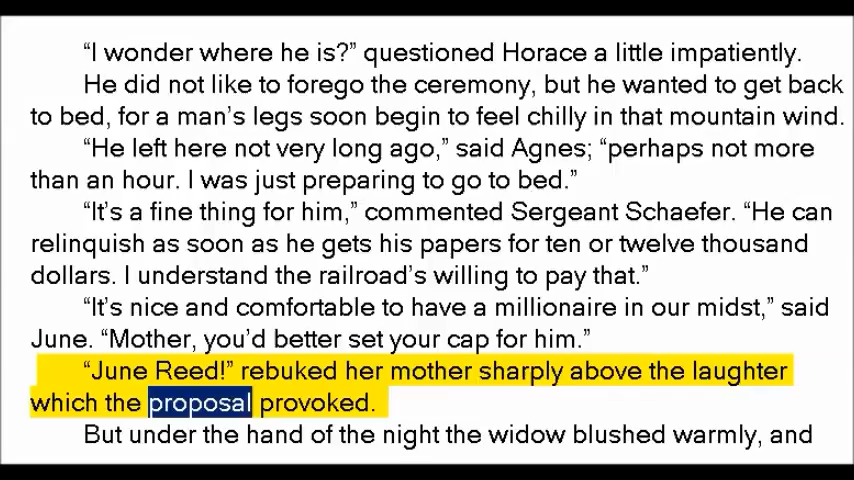 “I wonder where he is?” questioned Horace a little impatiently.
He did not like to forego the ceremony, but he wanted to get back
to bed, for a man’s legs soon begin to feel chilly in that mountain wind.
“He left here not very long ago,” said Agnes; “perhaps not more
than an hour. I was just preparing to go to bed.”
“It’s a fine thing for him,” commented Sergeant Schaefer. “He can
relinquish as soon as he gets his papers for ten or twelve thousand
dollars. I understand the railroad’s willing to pay that.”
“It’s nice and comfortable to have a millionaire in our midst,” said
June. “Mother, you’d better set your cap for him.”
“June Reed!” rebuked her mother sharply above the laughter
which the proposal provoked.
But under the hand of the night the widow blushed warmly, and